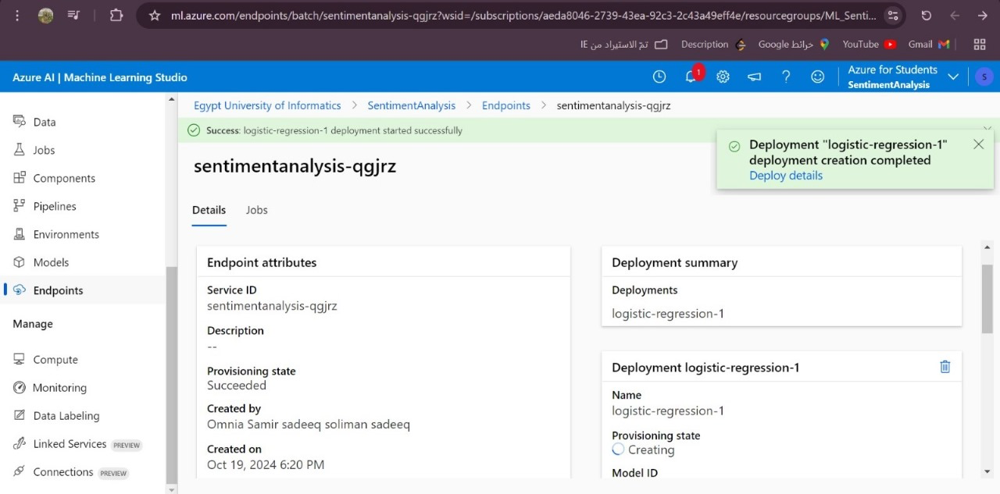 ml.azure.com/endpoints/batch/sentimentanalysis-qgjrz?wsid=/subscriptions/aeda8046-2739-43ea-92c3-2c43a49eff4e/resourcegroups/ML_Senti...
تمّ الاستيراد من IE
Description
خرائط Google
YouTube
Gmail
Azure AI | Machine Learning Studio
1
?
Azure for Students
SentimentAnalysis
S
Data
Jobs
Components
Pipelines
Environments
Models
Endpoints
Manage
Compute
Monitoring
Data Labeling
Linked Services PREVIEW
Connections PREVIEW
Egypt University of Informatics > SentimentAnalysis > Endpoints > sentimentanalysis-qgjrz
Success: logistic-regression-1 deployment started successfully
Deployment "logistic-regression-1"
deployment creation completed
Deploy details
sentimentanalysis-qgjrz
Details
Jobs
Endpoint attributes
Service ID
sentimentanalysis-qgjrz
Description
--
Provisioning state
Succeeded
Created by
Omnia Samir sadeeq soliman sadeeq
Created on
Oct 19, 2024 6:20 PM
Deployment summary
Deployments
logistic-regression-1
Deployment logistic-regression-1
Name
logistic-regression-1
Provisioning state
Creating
Model ID